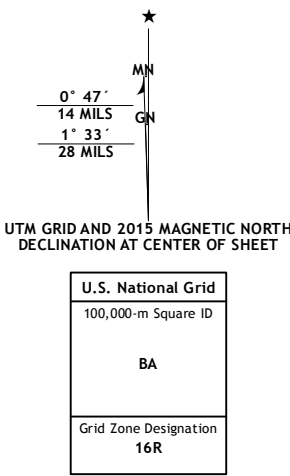 MN
0° 47´
14 MILS
GN
1° 33´
28 MILS
UTM GRID AND 2015 MAGNETIC NORTH
DECLINATION AT CENTER OF SHEET
U.S. National Grid
100,000-m Square ID
BA
Grid Zone Designation
16R